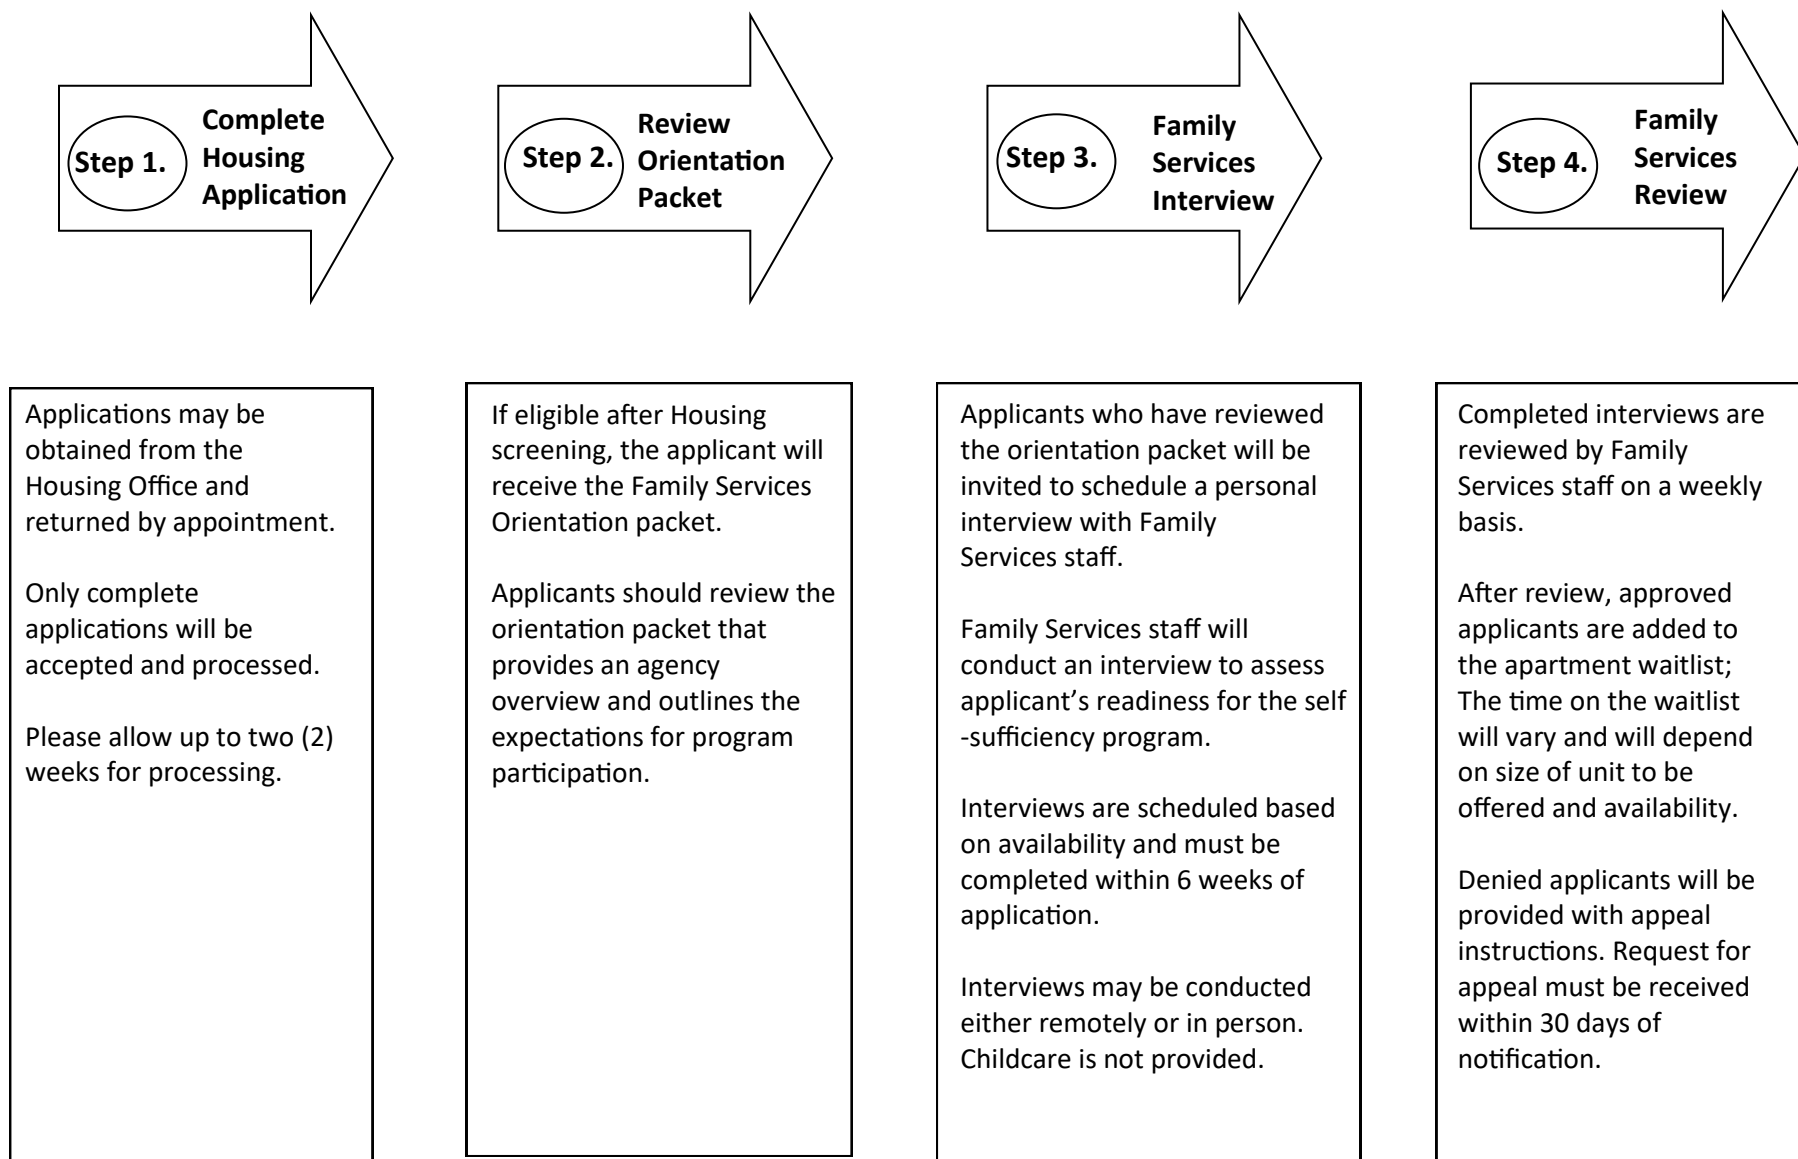 Step 1.
Complete
Housing
Application
Step 2.
Review
Orientation
Packet
Step 3.
Family
Services
Interview
Step 4.
Family
Services
Review
Applications may be
obtained from the
Housing Office and
returned by appointment.
Only complete
applications will be
accepted and processed.
Please allow up to two (2)
weeks for processing.
If eligible after Housing
screening, the applicant will
receive the Family Services
Orientation packet.
Applicants should review the
orientation packet that
provides an agency
overview and outlines the
expectations for program
participation.
Applicants who have reviewed
the orientation packet will be
invited to schedule a personal
interview with Family
Services staff.
Family Services staff will
conduct an interview to assess
applicant’s readiness for the self
-sufficiency program.
Interviews are scheduled based
on availability and must be
completed within 6 weeks of
application.
Interviews may be conducted
either remotely or in person.
Childcare is not provided.
Completed interviews are
reviewed by Family
Services staff on a weekly
basis.
After review, approved
applicants are added to
the apartment waitlist;
The time on the waitlist
will vary and will depend
on size of unit to be
offered and availability.
Denied applicants will be
provided with appeal
instructions. Request for
appeal must be received
within 30 days of
notification.